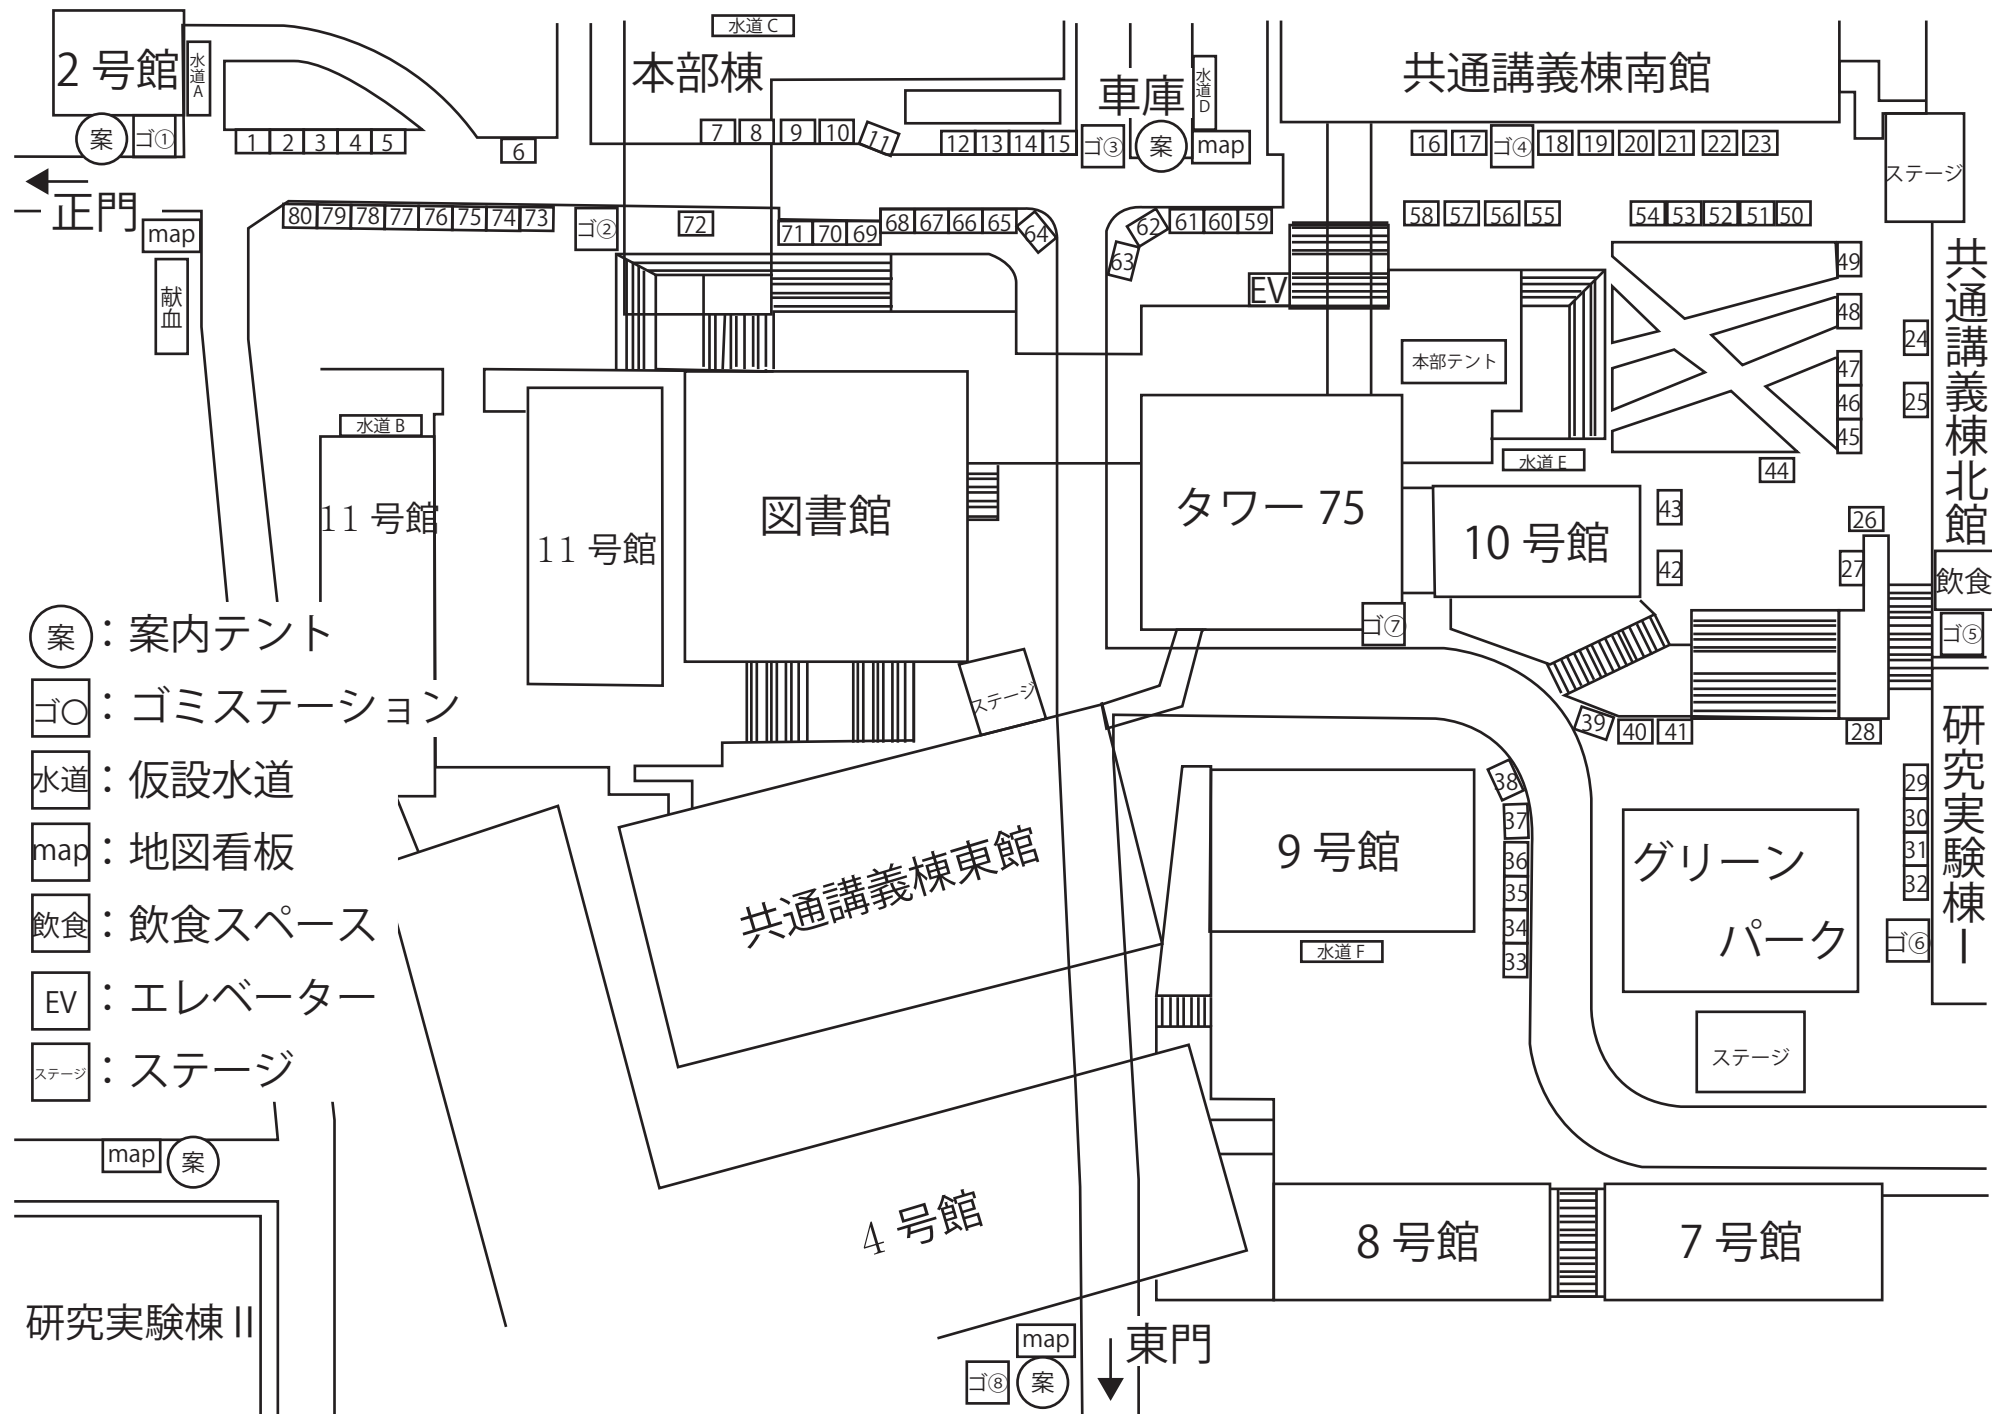 水道 C
2 号館
水道A
本部棟
車庫
水道D
共通講義棟南館
案
ゴ①
1 2 3 4 5
6
7 8 9 10 11
12 13 14 15
ゴ③
案
map
16 17
ゴ④
18 19 20 21 22 23
ステージ
正門
map
献血
80 79 78 77 76 75 74 73
ゴ②
72
71 70 69
68 67 66 65 64
63 62 61 60 59
58 57 56 55
54 53 52 51 50
EV
本部テント
49
48
47
46
45
44
24
25
共通講義棟北館
水道 B
11 号館
11 号館
図書館
タワー 75
水道 E
10 号館
43
42
26
27
飲食
ゴ⑤
ゴ⑦
ステージ
39 40 41
28
研究実験棟Ⅰ
29
30
31
32
ゴ⑥
38
37
36
35
34
33
共通講義棟東館
9 号館
水道 F
グリーン
パーク
ステージ
案：案内テント
ゴ〇：ゴミステーション
水道：仮設水道
map：地図看板
飲食：飲食スペース
EV：エレベーター
ステージ：ステージ
map
案
研究実験棟Ⅱ
4 号館
8 号館
7 号館
map
東門
ゴ⑧
案